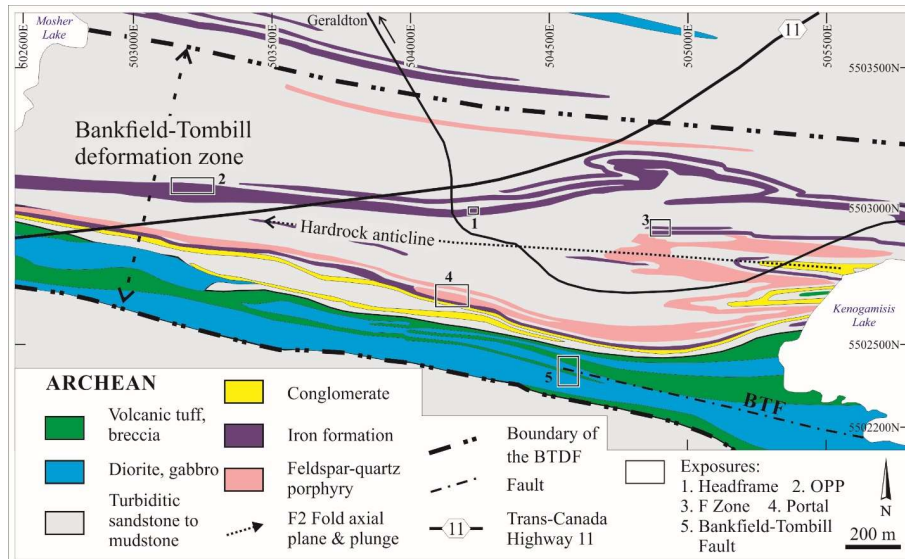 Mosher
Lake
502600E
503000E
503500E
Geraldton
504000E
504500E
505000E
11
505500E
5503500N
Bankfield-Tombill
deformation zone
2
1
3
5503000N
Hardrock anticline
4
Kenogamisis
Lake
5502500N
5
BTF
5502200N
ARCHEAN
Volcanic tuff,
breccia
Diorite, gabbro
Turbiditic
sandstone to
mudstone
Conglomerate
Iron formation
Feldspar-quartz
porphyry
F2 Fold axial
plane & plunge
Boundary of
the BTDF
Fault
11
Trans-Canada
Highway 11
Exposures:
1. Headframe 2. OPP
3. F Zone 4. Portal
5. Bankfield-Tombill
Fault
N
200 m